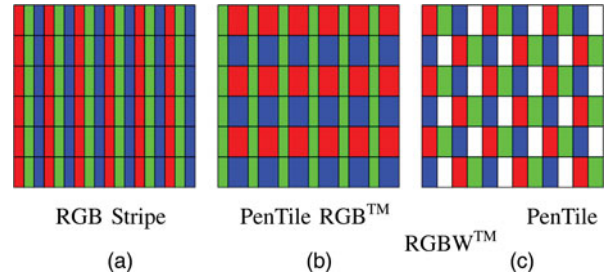 RGB Stripe
PenTile RGB™
PenTile
RGBW™
(a)
(b)
(c)